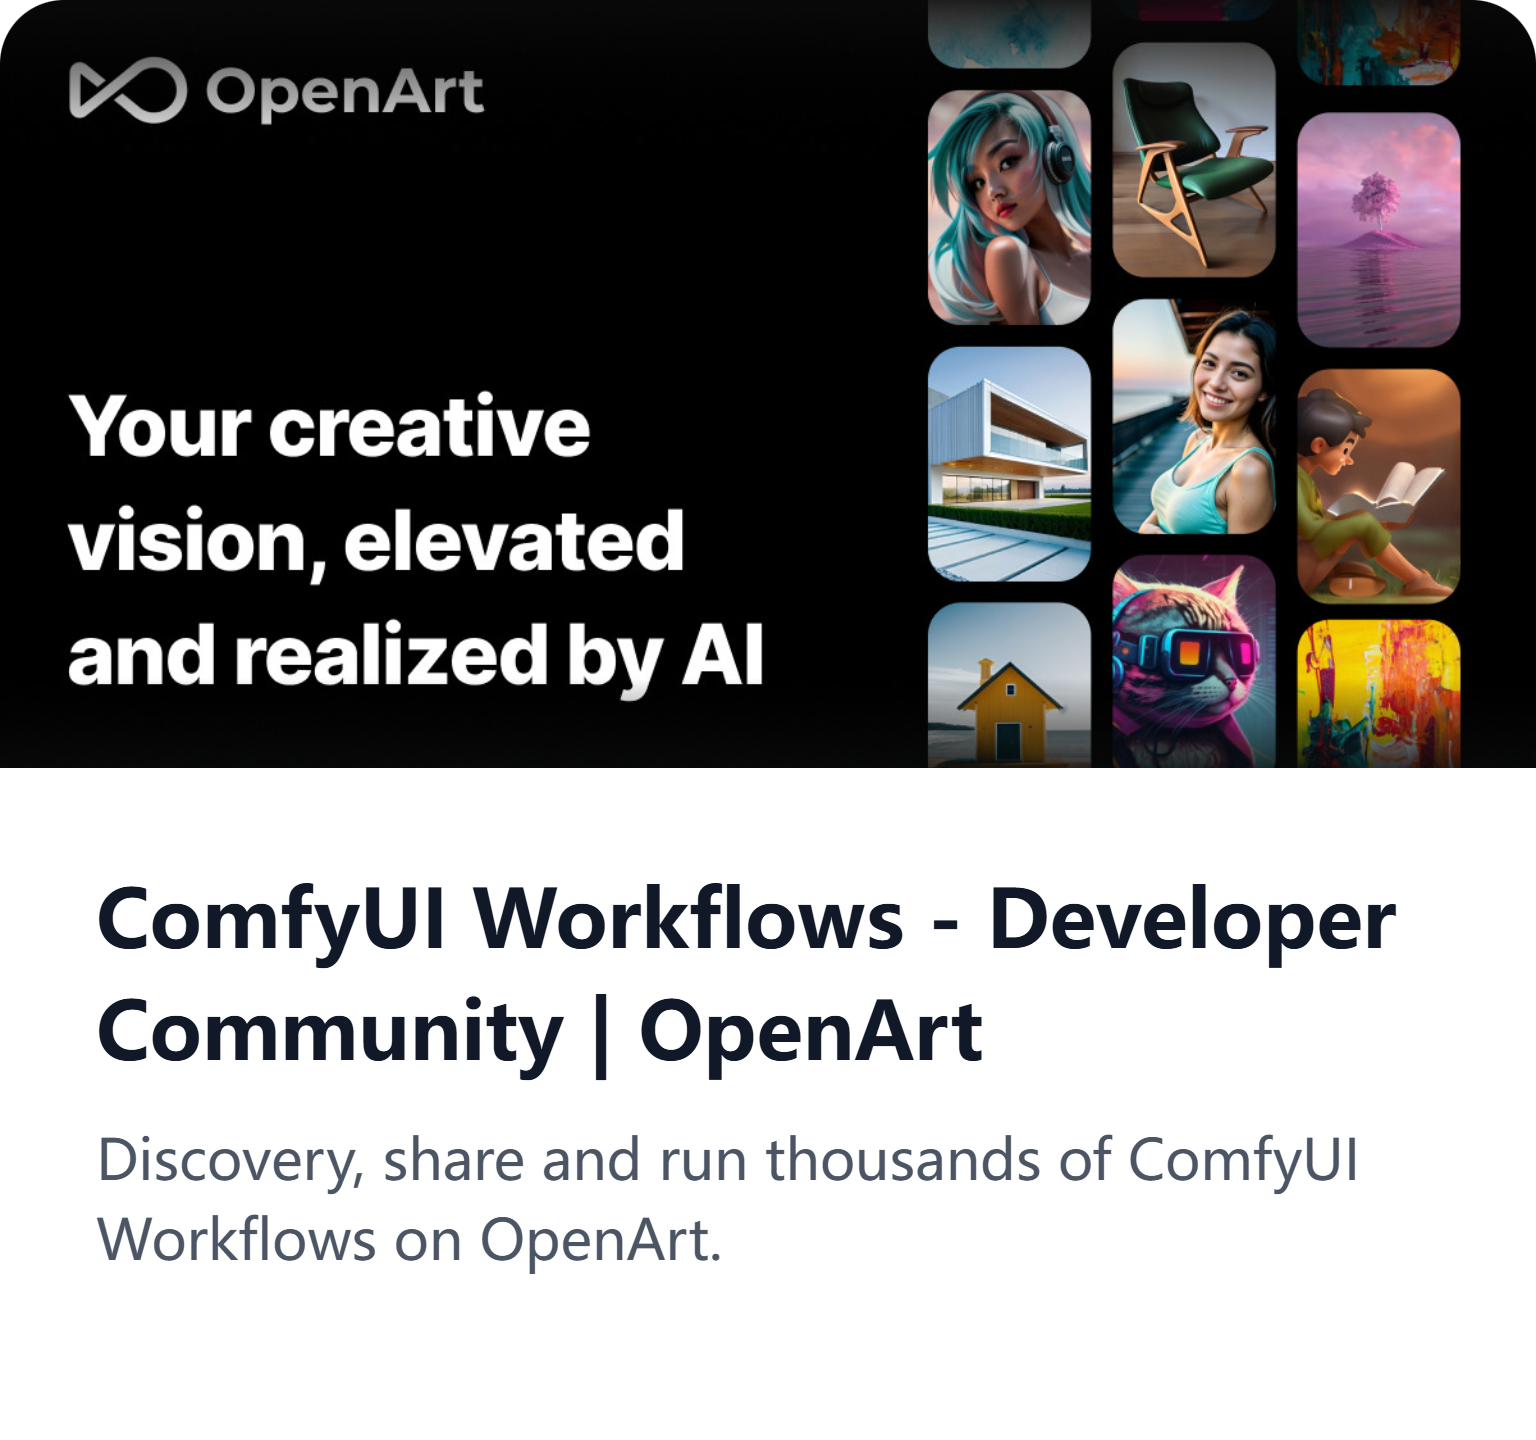 OpenArt
Your creative
vision, elevated
and realized by AI
ComfyUI Workflows - Developer
Community | OpenArt
Discovery, share and run thousands of ComfyUI
Workflows on OpenArt.